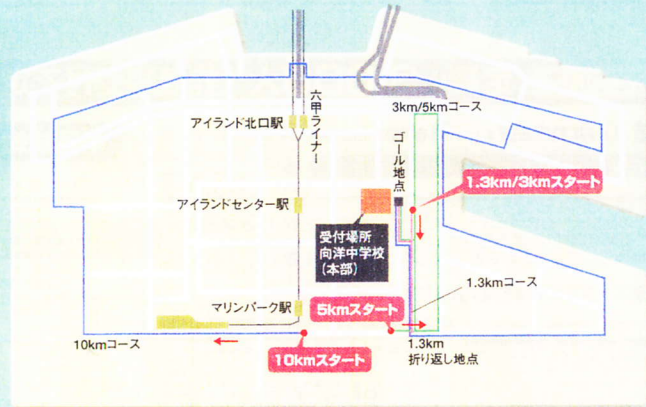 3km/5kmコース
アイランド北口駅
六甲ライナー
ゴール地点
1.3km/3kmスタート
アイランドセンター駅
受付場所
向洋中学校
(本部)
1.3kmコース
マリンパーク駅
5kmスタート
10kmコース
10kmスタート
1.3km
折り返し地点